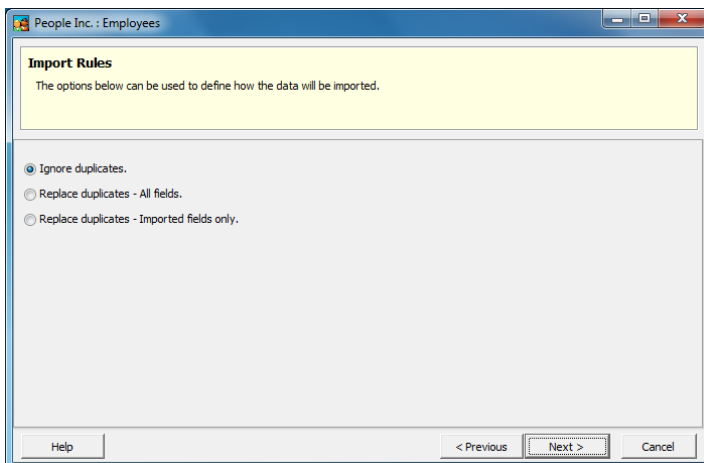 People Inc. : Employees
Import Rules
The options below can be used to define how the data will be imported.
Ignore duplicates.
Replace duplicates - All fields.
Replace duplicates - Imported fields only.
Help
< Previous
Next >
Cancel